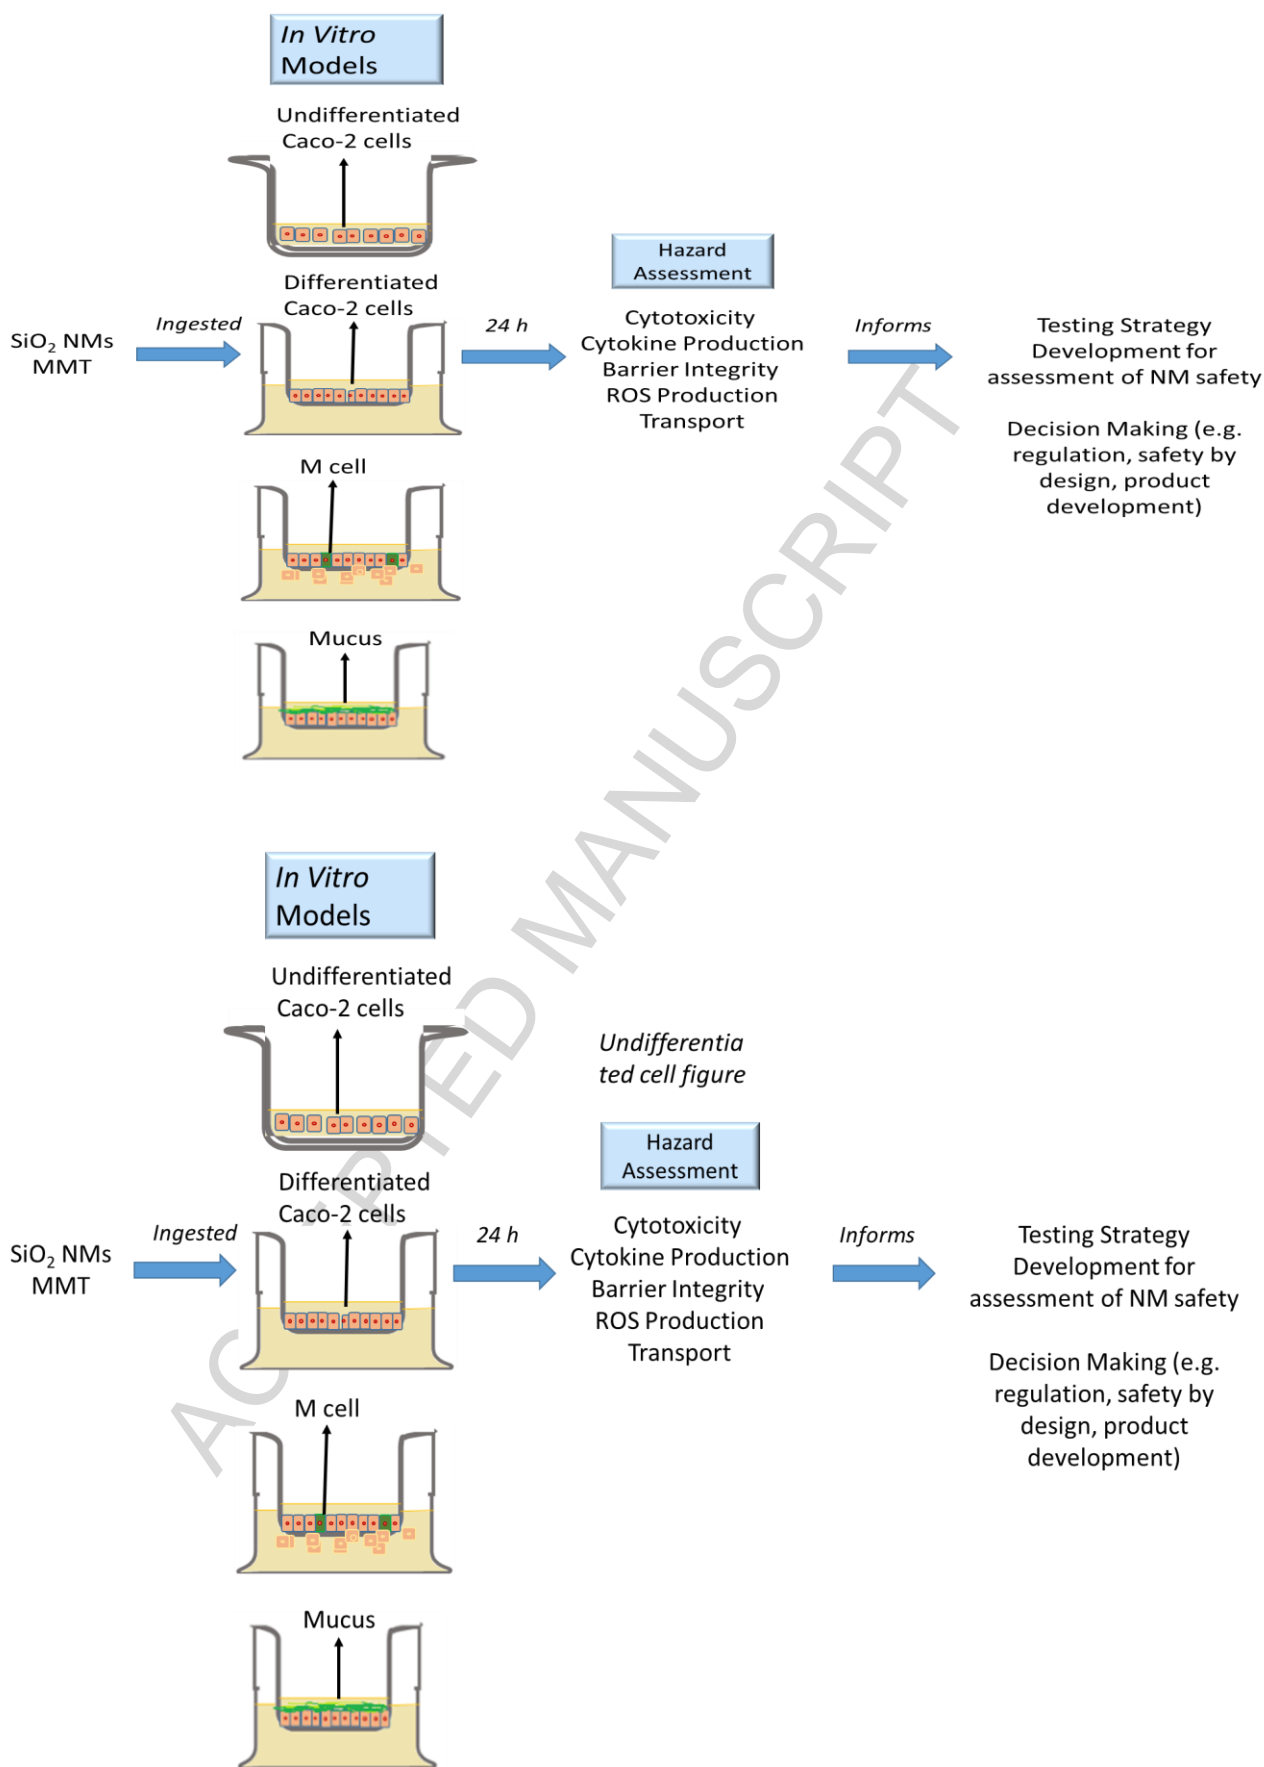 In Vitro
Models
Undifferentiated
Caco-2 cells
Differentiated
Caco-2 cells
SiO₂ NMs
MMT
Ingested
24 h
Hazard
Assessment
Cytotoxicity
Cytokine Production
Barrier Integrity
ROS Production
Transport
Informs
Testing Strategy
Development for
assessment of NM safety
Decision Making (e.g.
regulation, safety by
design, product
development)
M cell
Mucus
ACCEPTED MANUSCRIPT
In Vitro
Models
Undifferentiated
Caco-2 cells
Undifferentia
ted cell figure
Differentiated
Caco-2 cells
SiO₂ NMs
MMT
Ingested
24 h
Hazard
Assessment
Cytotoxicity
Cytokine Production
Barrier Integrity
ROS Production
Transport
Informs
Testing Strategy
Development for
assessment of NM safety
Decision Making (e.g.
regulation, safety by
design, product
development)
M cell
Mucus